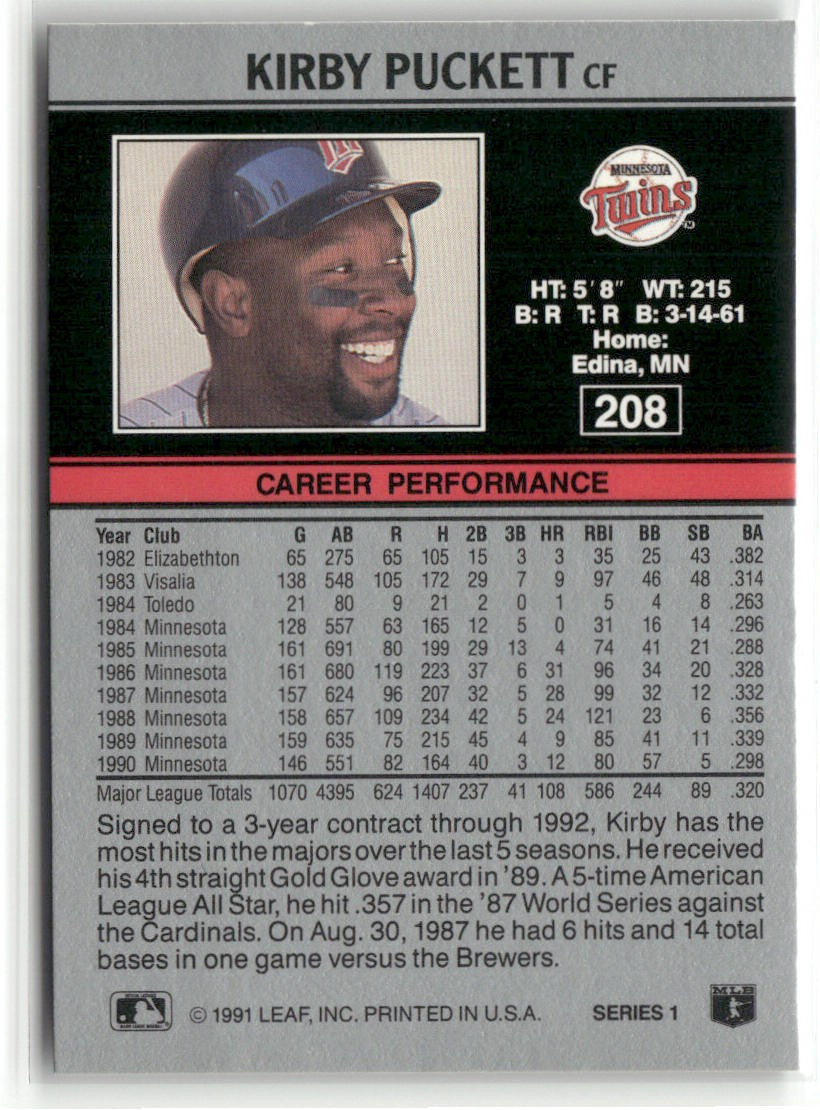 KIRBY PUCKETT CF
MINNESOTA
Twins
TM
HT: 5' 8" WT: 215
B: R T: R B: 3-14-61
Home:
Edina, MN
208
CAREER PERFORMANCE
Year Club G AB R H 2B 3B HR RBI BB SB BA
1982 Elizabethton 65 275 65 105 15 3 3 35 25 43 .382
1983 Visalia 138 548 105 172 29 7 9 97 46 48 .314
1984 Toledo 21 80 9 21 2 0 1 5 4 8 .263
1984 Minnesota 128 557 63 165 12 5 0 31 16 14 .296
1985 Minnesota 161 691 80 199 29 13 4 74 41 21 .288
1986 Minnesota 161 680 119 223 37 6 31 96 34 20 .328
1987 Minnesota 157 624 96 207 32 5 28 99 32 12 .332
1988 Minnesota 158 657 109 234 42 5 24 121 23 6 .356
1989 Minnesota 159 635 75 215 45 4 9 85 41 11 .339
1990 Minnesota 146 551 82 164 40 3 12 80 57 5 .298
Major League Totals 1070 4395 624 1407 237 41 108 586 244 89 .320
Signed to a 3-year contract through 1992, Kirby has the
most hits in the majors over the last 5 seasons. He received
his 4th straight Gold Glove award in '89. A 5-time American
League All Star, he hit .357 in the '87 World Series against
the Cardinals. On Aug. 30, 1987 he had 6 hits and 14 total
bases in one game versus the Brewers.
© 1991 LEAF, INC. PRINTED IN U.S.A. SERIES 1
MLB